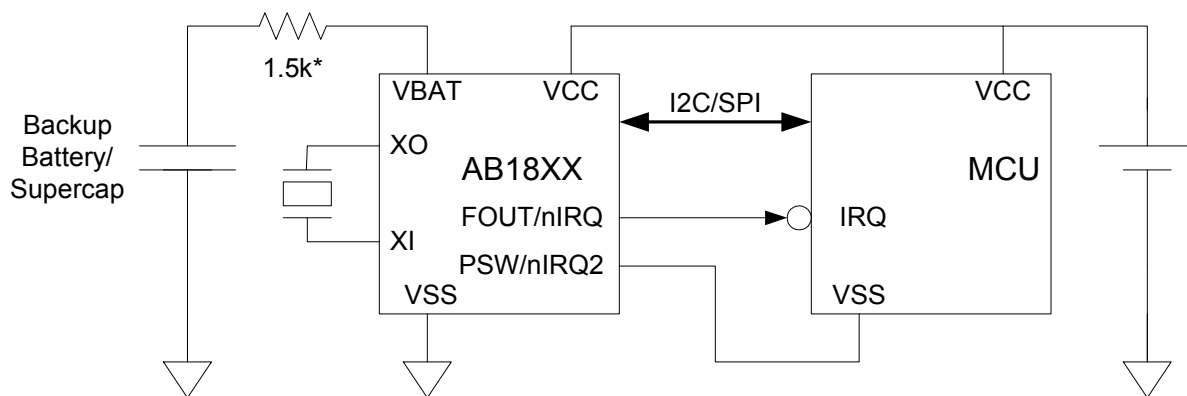 1.5k*
VBAT
VCC
I2C/SPI
VCC
Backup
Battery/
Supercap
XO
AB18XX
MCU
FOUT/nIRQ
IRQ
XI
PSW/nIRQ2
VSS
VSS